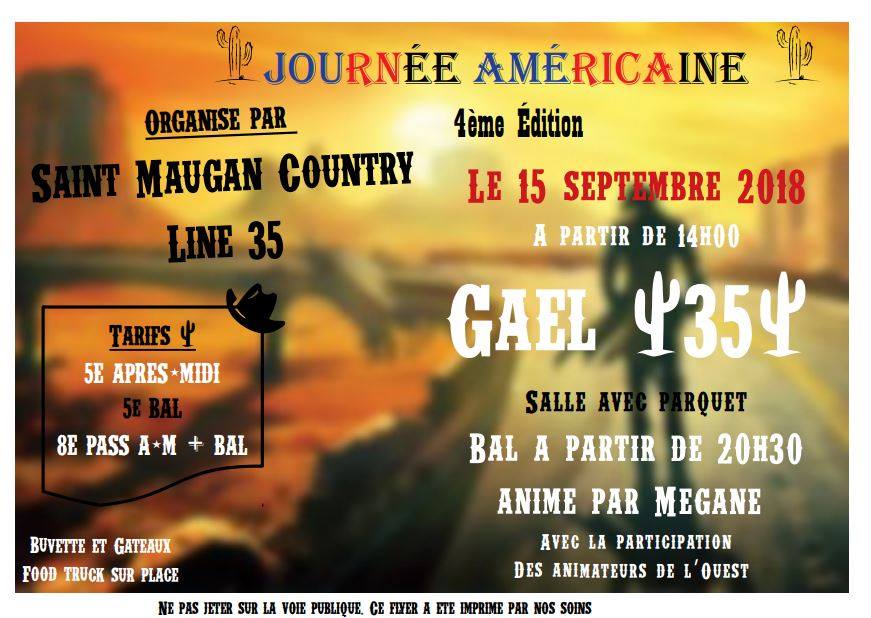 JOURNÉE AMÉRICAINE
ORGANISE PAR
SAINT MAUGAN COUNTRY
LINE 35
4ème Édition
LE 15 SEPTEMBRE 2018
A PARTIR DE 14H00
GAEL 35
SALLE AVEC PARQUET
BAL A PARTIR DE 20H30
ANIME PAR MEGANE
AVEC LA PARTICIPATION
DES ANIMATEURS DE L'OUEST
TARIFS
5E APRES*MIDI
5E BAL
8E PASS A*M + BAL
BUVETTE ET GATEAUX
FOOD TRUCK SUR PLACE
NE PAS JETER SUR LA VOIE PUBLIQUE. CE FLYER A ETE IMPRIME PAR NOS SOINS